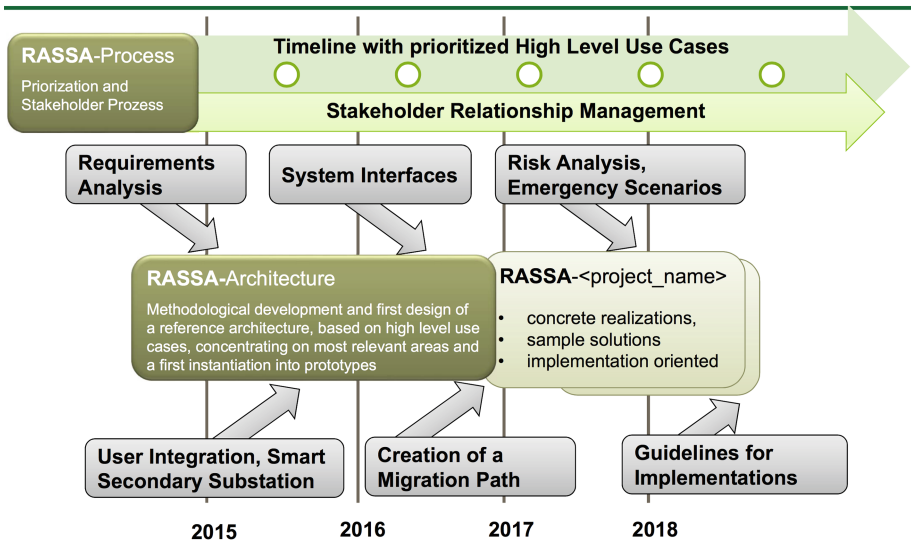 Timeline with prioritized High Level Use Cases
RASSA-Process
Priorization and
Stakeholder Prozess
Stakeholder Relationship Management
Requirements
Analysis
System Interfaces
Risk Analysis,
Emergency Scenarios
RASSA-Architecture
Methodological development and first design of
a reference architecture, based on high level use
cases, concentrating on most relevant areas and
a first instantiation into prototypes
RASSA-<project_name>
• concrete realizations,
• sample solutions
• implementation oriented
User Integration, Smart
Secondary Substation
Creation of a
Migration Path
Guidelines for
Implementations
2015
2016
2017
2018